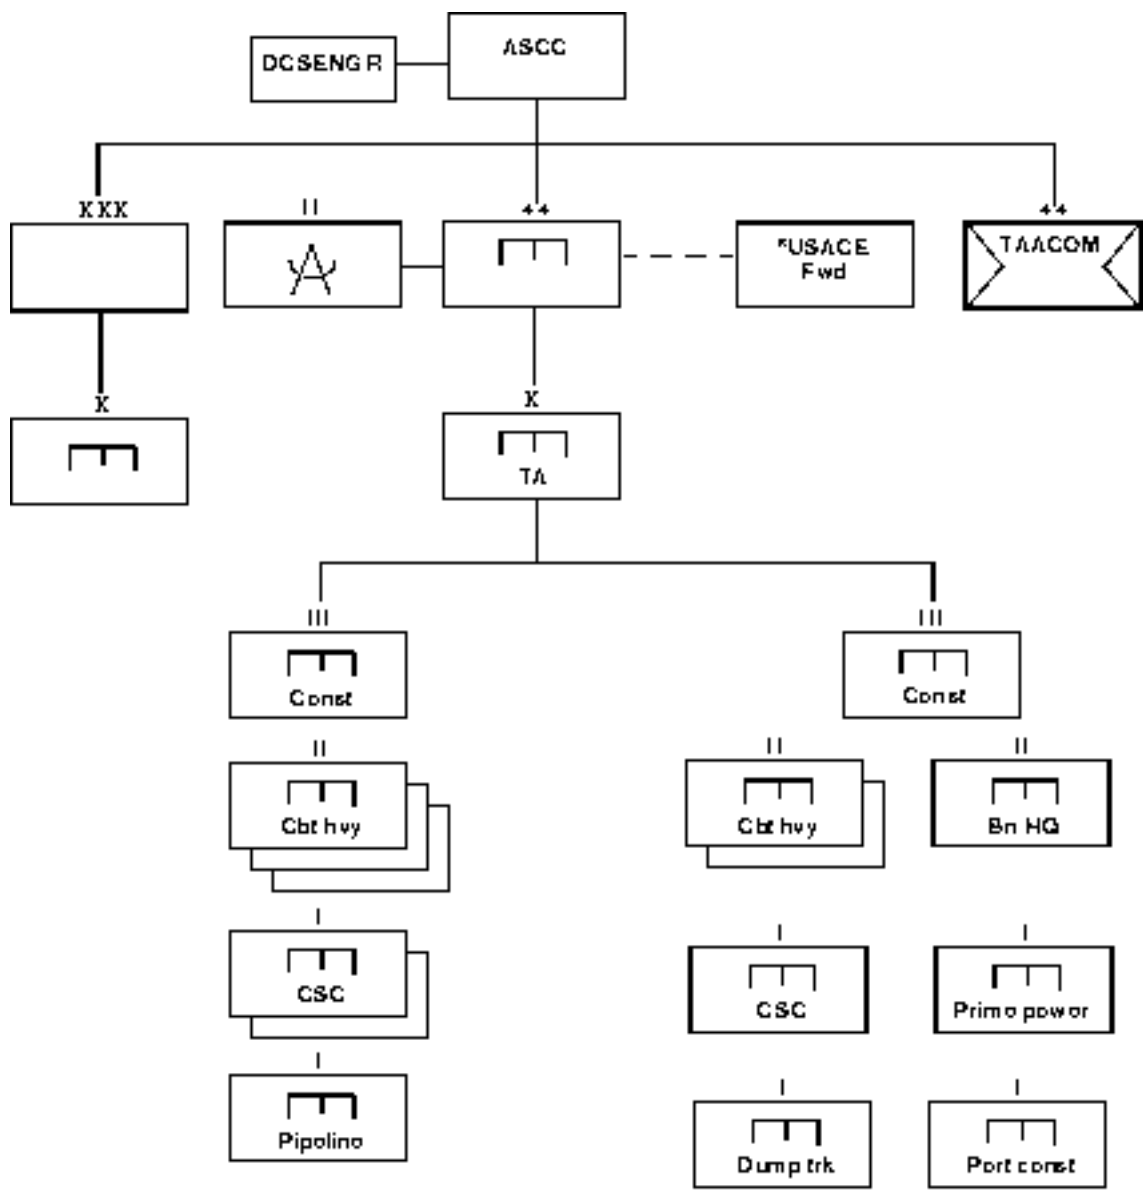 DCSENGR
ASCC
XXX
II
++
++
*USACE
Fwd
TAACOM
X
X
TA
III
III
Const
Const
II
II
II
Cbt hvy
Cbt hvy
Bn HQ
I
I
I
CSC
CSC
Prime power
I
I
I
Pipeline
Dump trk
Port const